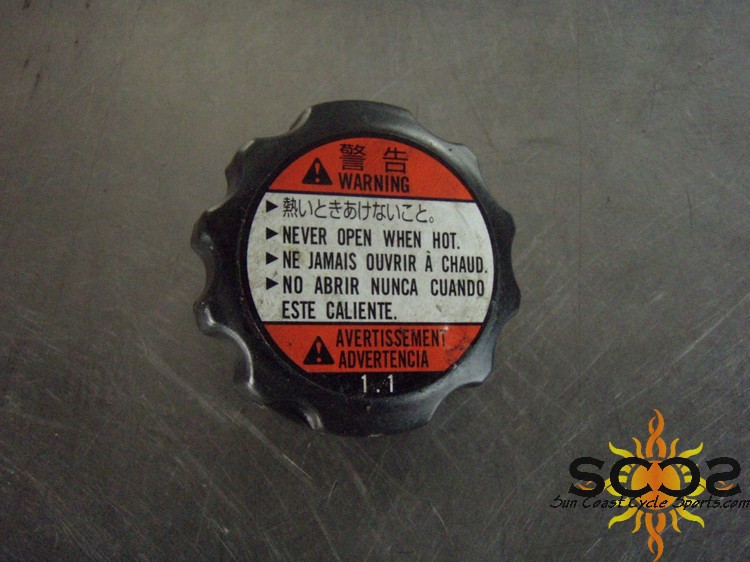 警告
WARNING
▶ 熱いときあけないこと。
▶ NEVER OPEN WHEN HOT.
▶ NE JAMAIS OUVRIR À CHAUD.
▶ NO ABRIR NUNCA CUANDO
ESTE CALIENTE.
AVERTISSEMENT
ADVERTENCIA
1.1
SCCS
Sun Coast Cycle Sports.com